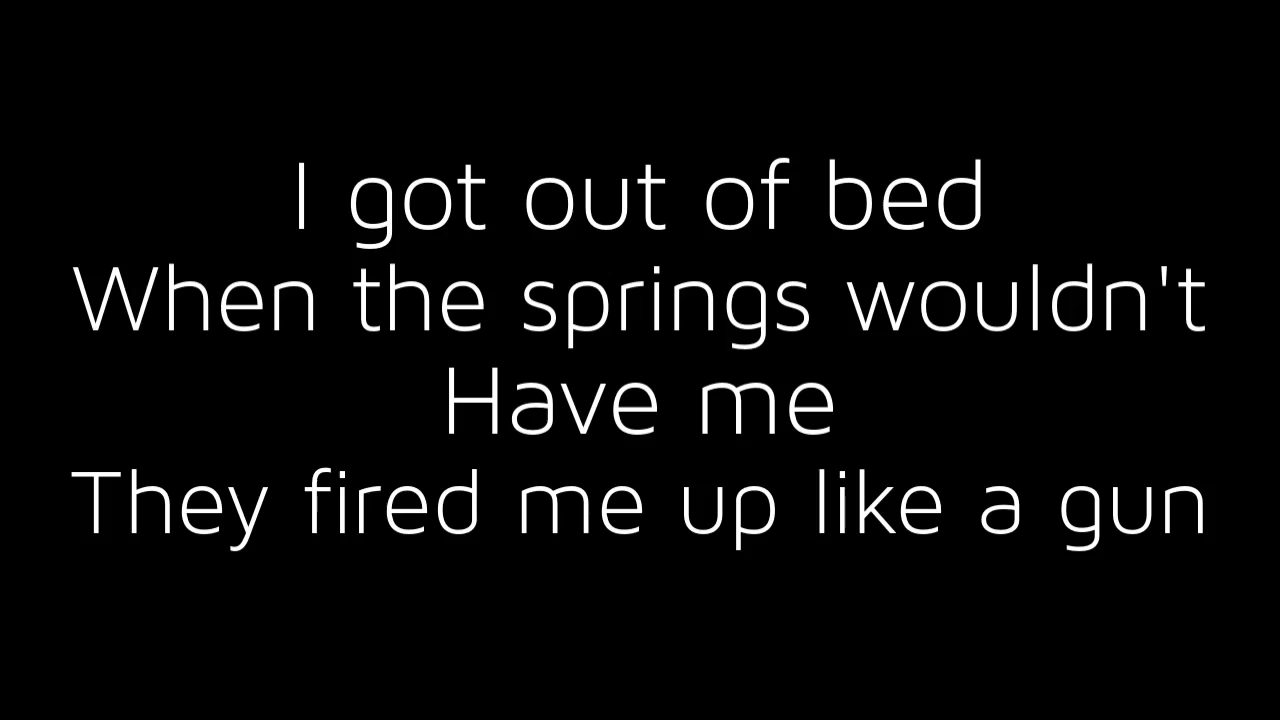 I got out of bed
When the springs wouldn't
Have me
They fired me up like a gun